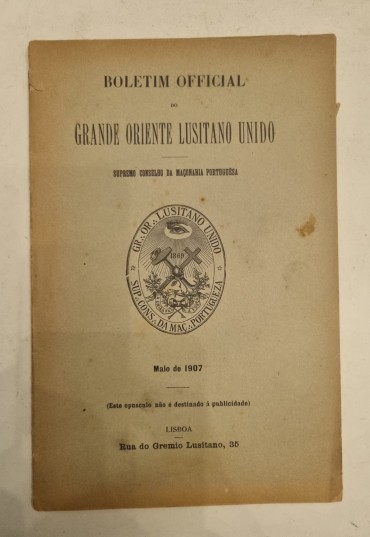 BOLETIM OFFICIAL
DO
GRANDE ORIENTE LUSITANO UNIDO
SUPREMO CONSELHO DA MAÇONARIA PORTUGUÊSA
GR∴ OR∴ LUSITANO UNIDO
1869
SUP∴ CONS∴ DA MAÇ∴ PORTUGUEZA
Maio de 1907
(Este opusculo não é destinado á publicidade)
LISBOA
Rua do Gremio Lusitano, 35